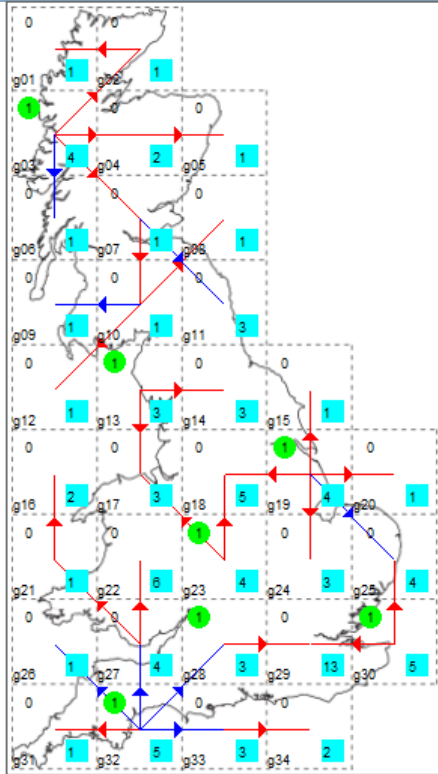 0 0
g01 1 g02 1
1 0 0
g03 4 g04 2 g05 1
0 0 0
g06 1 g07 1 g08 1
0 0 0
g09 1 g10 1 g11 3
0 1 0 0
g12 1 g13 3 g14 3 g15 1
0 0 0 1 0
g16 2 g17 3 g18 5 g19 4 g20 1
0 0 1 0 0
g21 1 g22 6 g23 4 g24 3 g25
0 0 1 0 1
g26 1 g27 4 g28 3 g29 13 g30 5
0 1 0 0
g31 1 g32 5 g33 3 g34 2